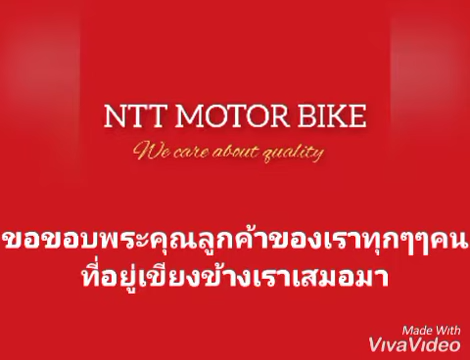 NTT MOTOR BIKE
We care about quality
ขอขอบพระคุณลูกค้าของเราทุกๆๆคน
ที่อยู่เขียงข้างเราเสมอมา
Made With
VivaVideo